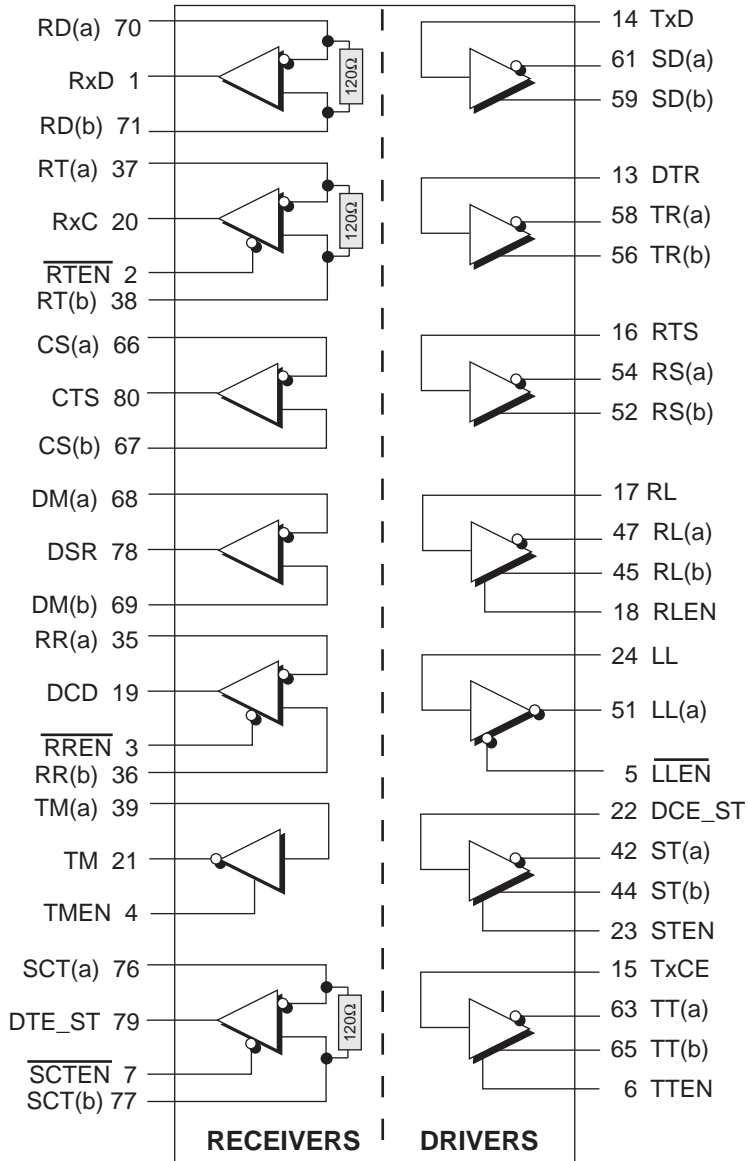 RD(a) 70
RxD 1
RD(b) 71
120Ω
RT(a) 37
RxC 20
RTEN 2
RT(b) 38
120Ω
CS(a) 66
CTS 80
CS(b) 67
DM(a) 68
DSR 78
DM(b) 69
RR(a) 35
DCD 19
RREN 3
RR(b) 36
TM(a) 39
TM 21
TMEN 4
SCT(a) 76
DTE_ST 79
SCTEN 7
SCT(b) 77
120Ω
RECEIVERS
14 TxD
61 SD(a)
59 SD(b)
13 DTR
58 TR(a)
56 TR(b)
16 RTS
54 RS(a)
52 RS(b)
17 RL
47 RL(a)
45 RL(b)
18 RLEN
24 LL
51 LL(a)
5 LLEN
22 DCE_ST
42 ST(a)
44 ST(b)
23 STEN
15 TxCE
63 TT(a)
65 TT(b)
6 TTEN
DRIVERS